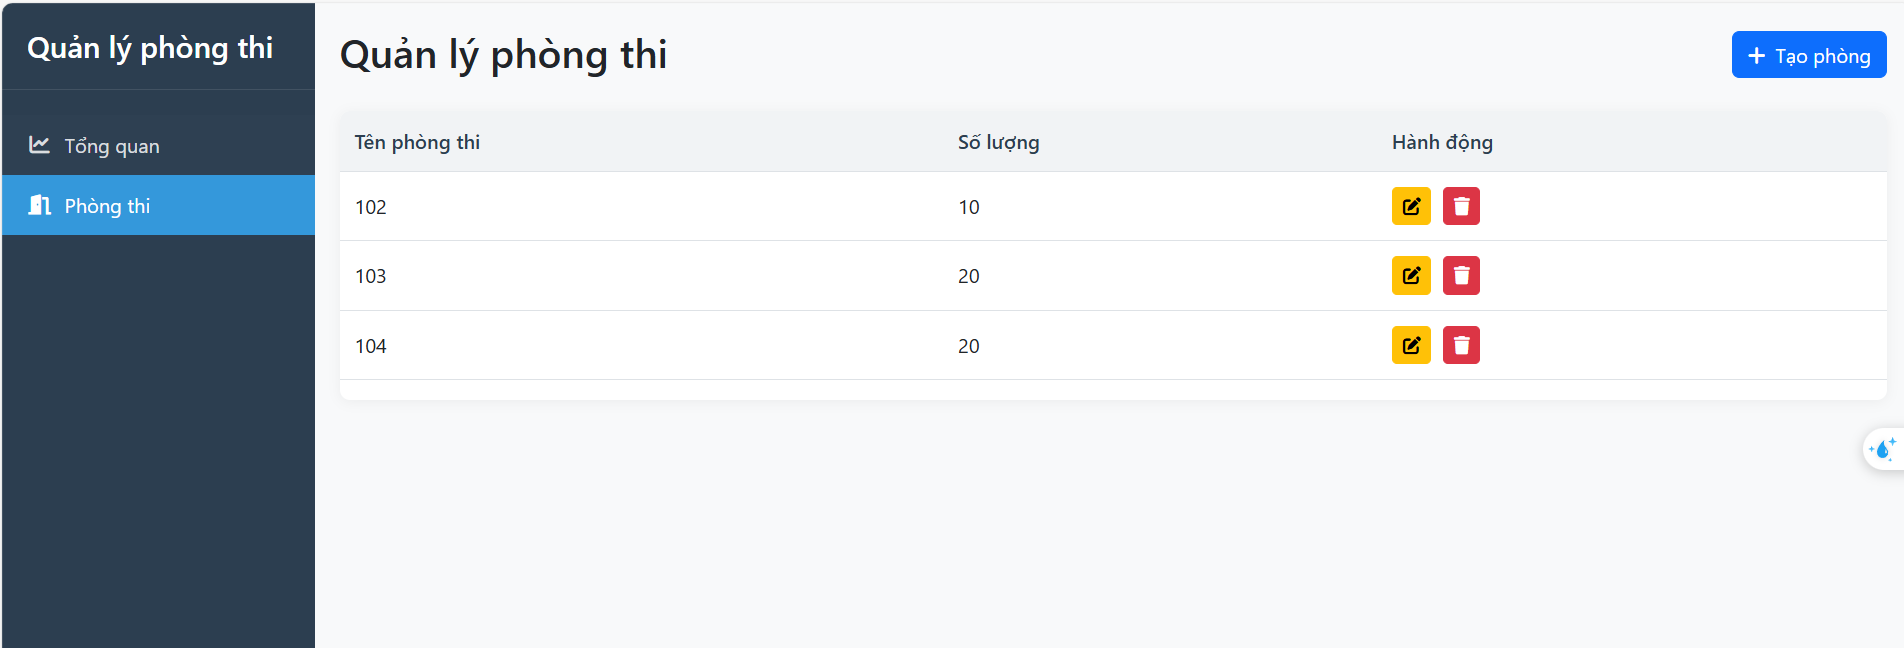 Quản lý phòng thi
Tổng quan
Phòng thi
Quản lý phòng thi
Tạo phòng
Tên phòng thi Số lượng Hành động
102 10
103 20
104 20